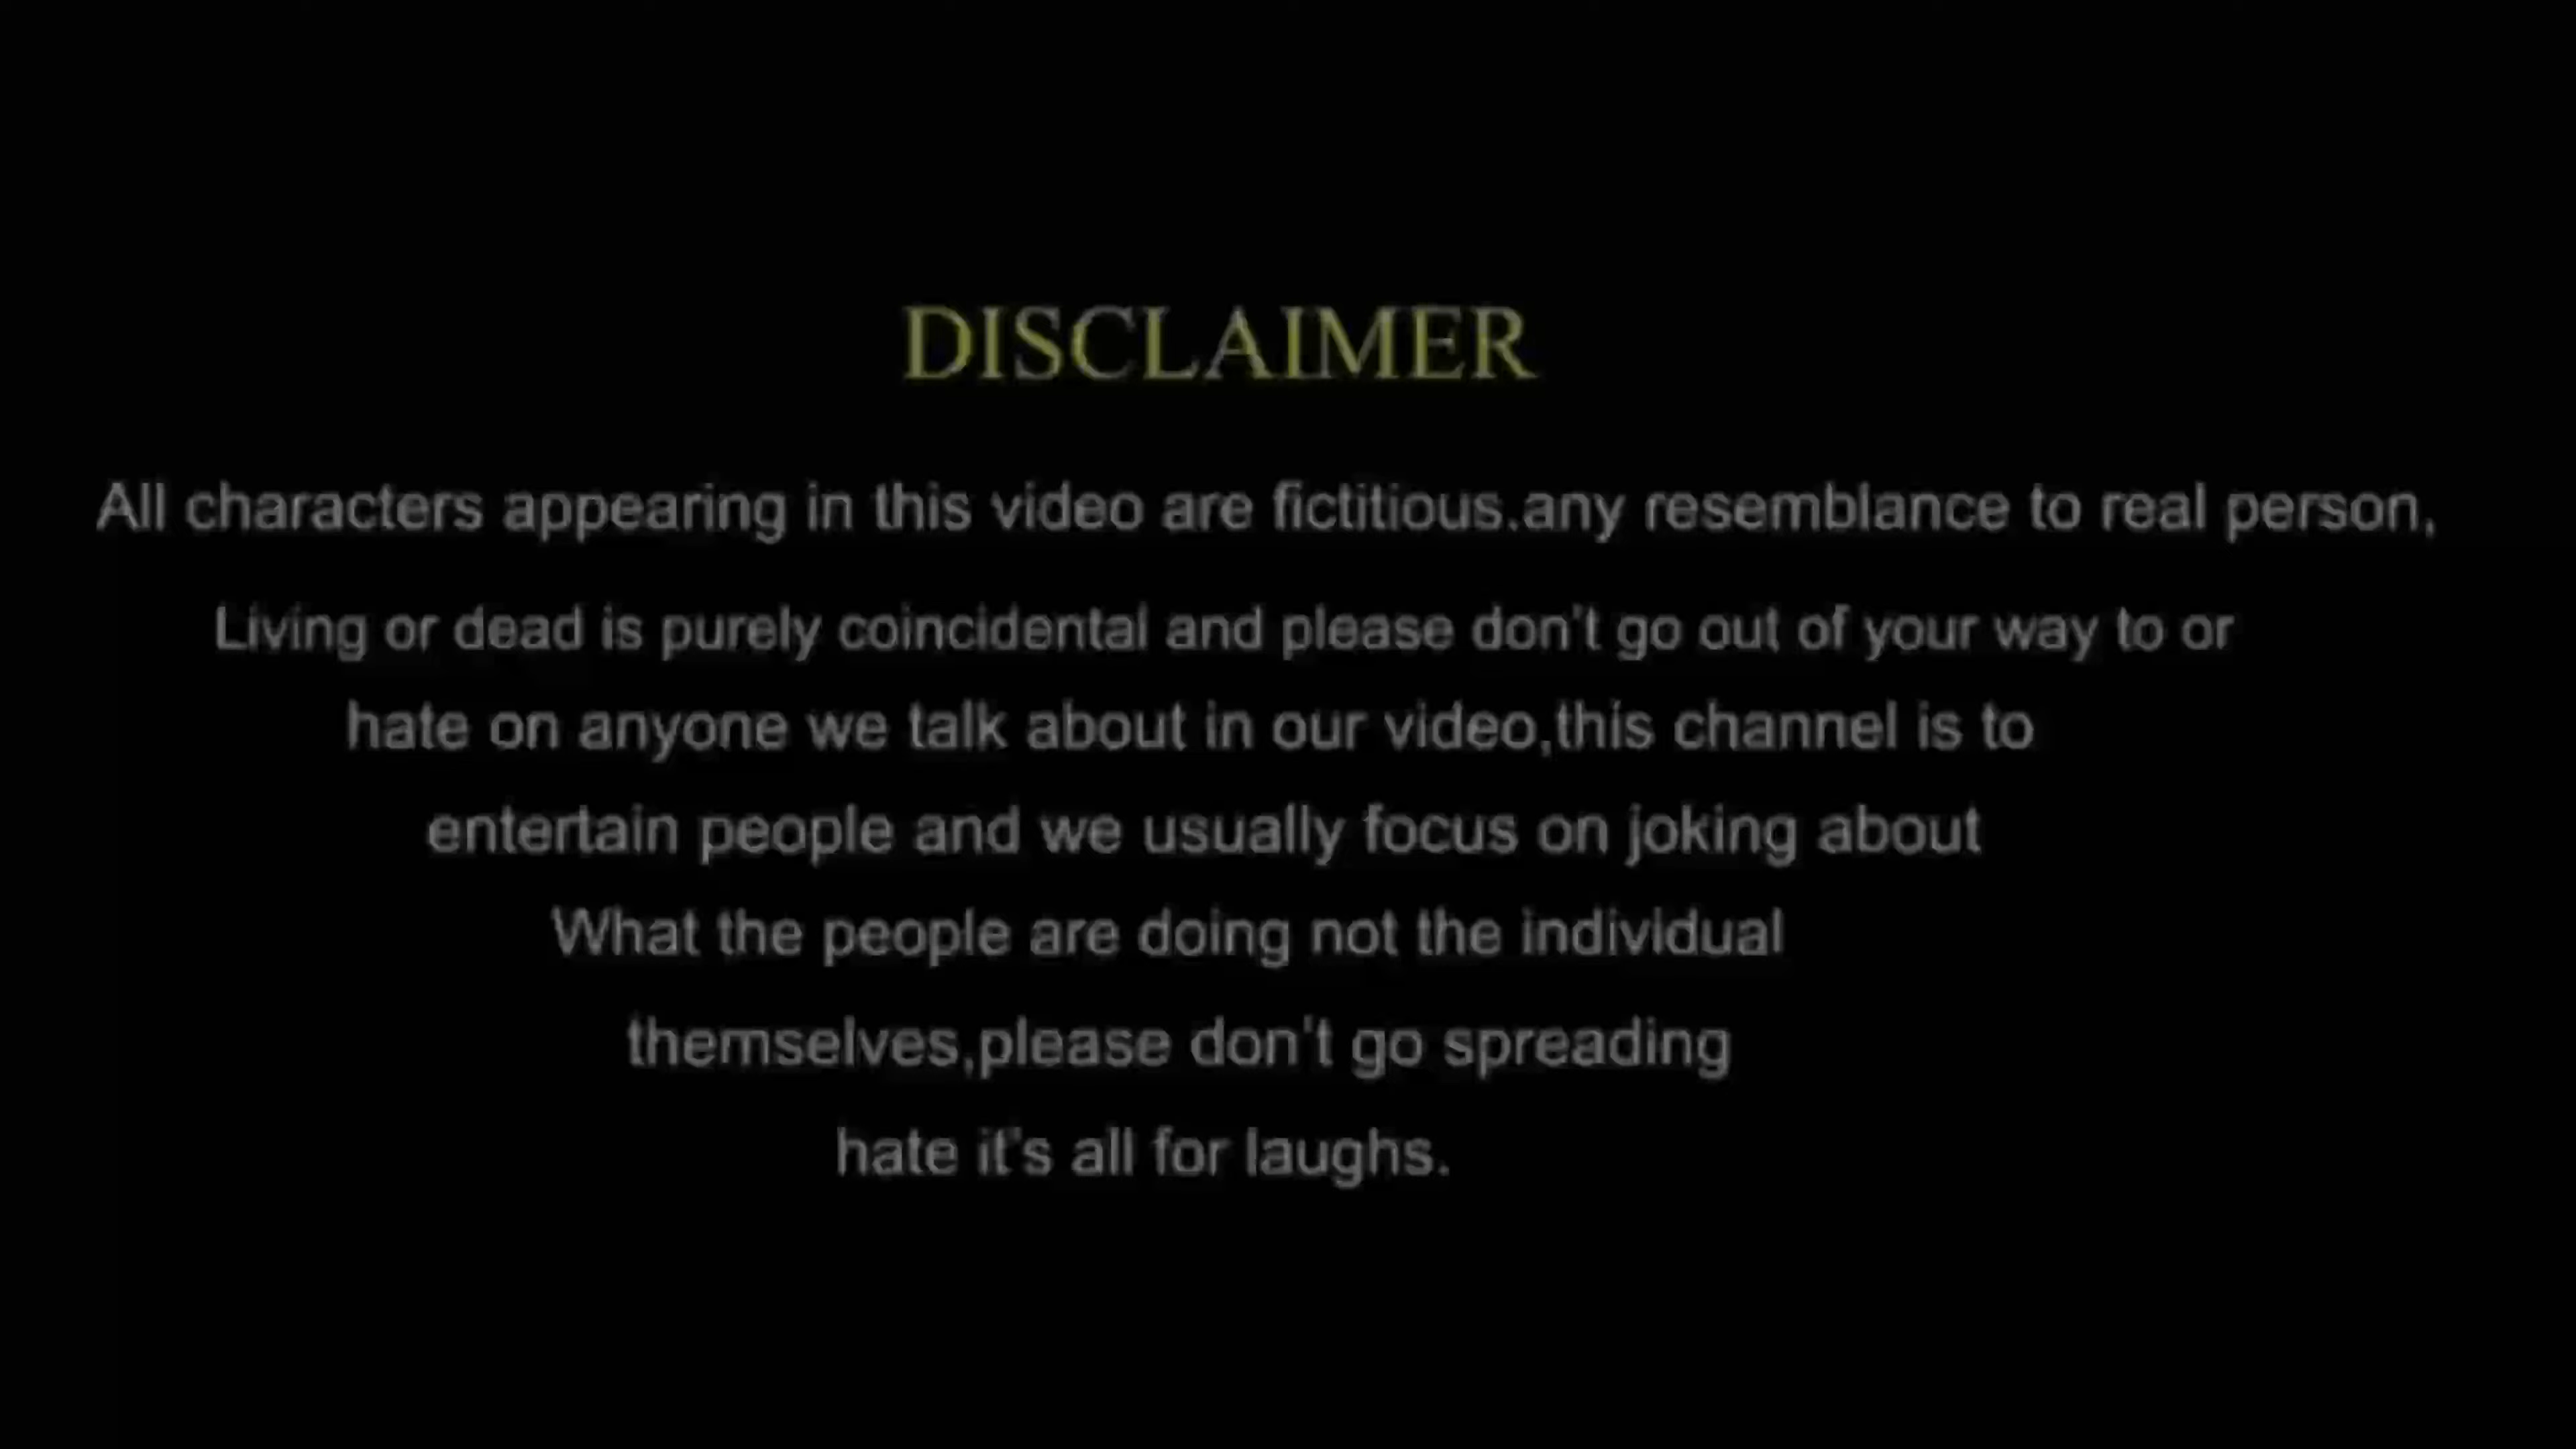 DISCLAIMER
All characters appearing in this video are fictitious.any resemblance to real person,
Living or dead is purely coincidental and please don't go out of your way to or
hate on anyone we talk about in our video,this channel is to
entertain people and we usually focus on joking about
What the people are doing not the individual
themselves,please don't go spreading
hate it's all for laughs.